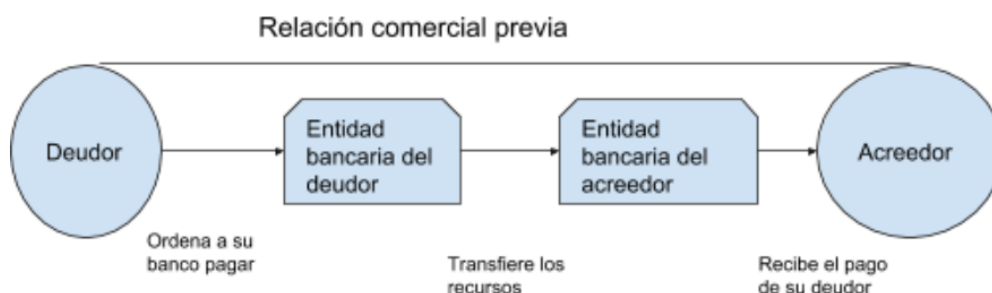 Relación comercial previa
Deudor
Entidad
bancaria del
deudor
Entidad
bancaria del
acreedor
Acreedor
Ordena a su
banco pagar
Transfiere los
recursos
Recibe el pago
de su deudor